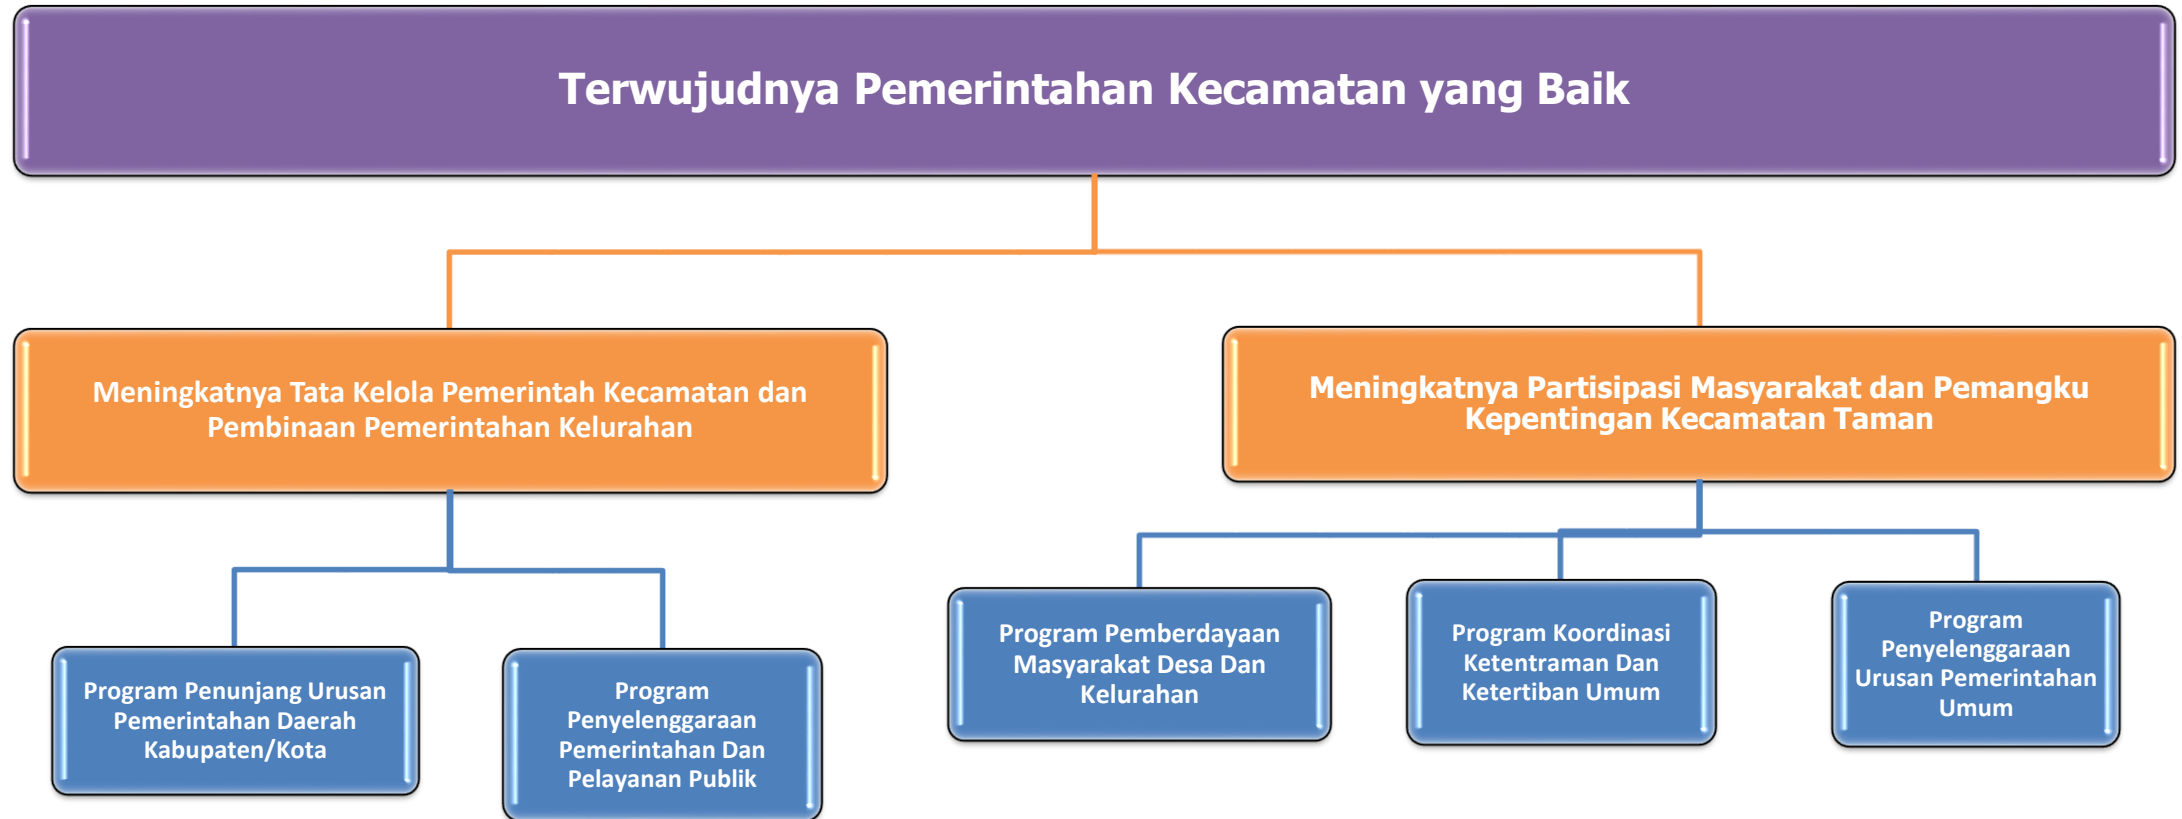 Terwujudnya Pemerintahan Kecamatan yang Baik
Meningkatnya Tata Kelola Pemerintah Kecamatan dan
Pembinaan Pemerintahan Kelurahan
Meningkatnya Partisipasi Masyarakat dan Pemangku
Kepentingan Kecamatan Taman
Program Penunjang Urusan
Pemerintahan Daerah
Kabupaten/Kota
Program
Penyelenggaraan
Pemerintahan Dan
Pelayanan Publik
Program Pemberdayaan
Masyarakat Desa Dan
Kelurahan
Program Koordinasi
Ketentraman Dan
Ketertiban Umum
Program
Penyelenggaraan
Urusan Pemerintahan
Umum